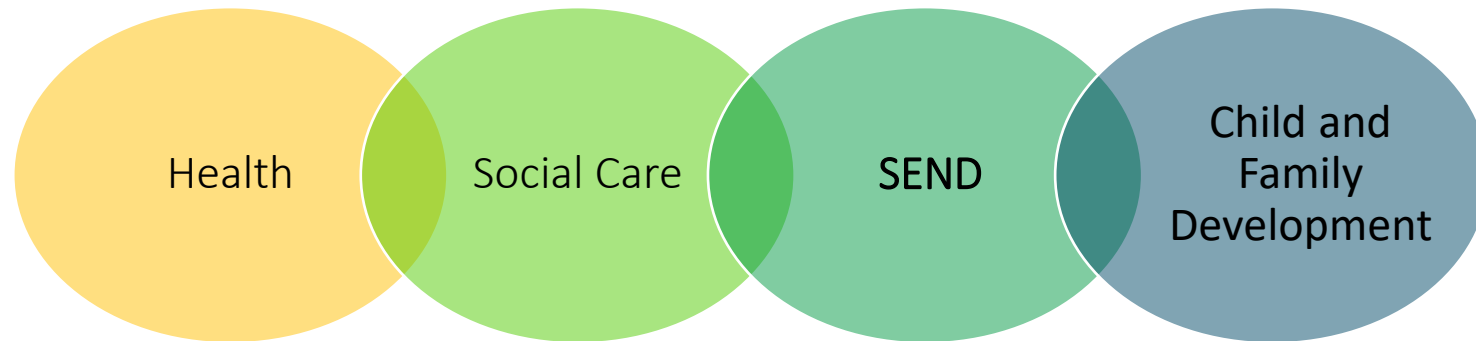 Health
Social Care
SEND
Child and
Family
Development